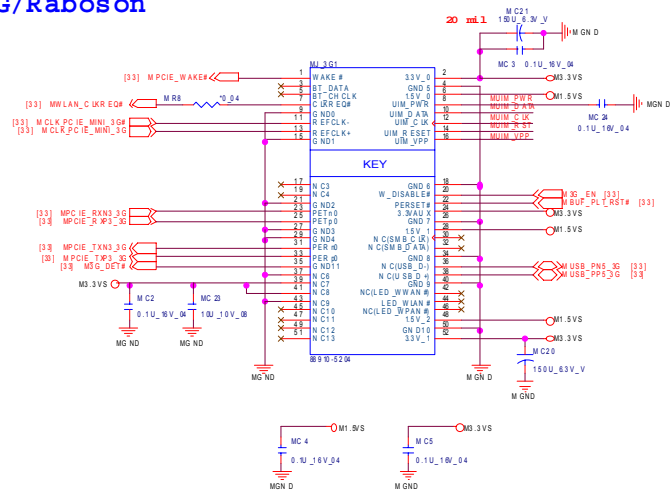 G/Raboson
20 mil
MC21
150U_6.3V_V
MGND
MC3 0.1U_16V_04
MJ_3G1
[33] MPCIE_WAKE# 1 WAKE# 3.3V_0 2 M3.3VS
3 BT_DATA GND5 4
5 BT_CHCLK 1.5V_0 6 M1.5VS
[33] MWLAN_CLKREQ# MR8 *0_04 7 CLKREQ# UIM_PWR 8 MUIM_PWR
9 GND0 UIM_DATA 10 MUIM_DATA
[33] MCLK_PCIE_MINI_3G# 11 REFCLK- UIM_CLK 12 MUIM_CLK
[33] MCLK_PCIE_MINI_3G 13 REFCLK+ UIM_RESET 14 MUIM_RST
15 GND1 UIM_VPP 16 MUIM_VPP
MC24
0.1U_16V_04
MGND
KEY
17 NC3 GND6 18
19 NC4 W_DISABLE# 20 M3G_EN [33]
21 GND2 PERSET# 22 MBUF_PLT_RST# [33]
[33] MPCIE_RXN3_3G 23 PETn0 3.3VAUX 24 M3.3VS
[33] MPCIE_RXP3_3G 25 PETp0 GND7 26
27 GND3 1.5V_1 28 M1.5VS
29 GND4 NC(SMB_CLK) 30
[33] MPCIE_TXN3_3G 31 PERn0 NC(SMB_DATA) 32
[33] MPCIE_TXP3_3G 33 PERp0 GND8 34
[33] M3G_DET# 35 GND11 NC(USB_D-) 36 MUSB_PN5_3G [33]
37 NC6 NC(USB_D+) 38 MUSB_PP5_3G [33]
M3.3VS 39 NC7 GND9 40
41 NC8 NC(LED_WWAN#) 42
43 NC9 LED_WLAN# 44
45 NC10 NC(LED_WPAN#) 46
47 NC11 1.5V_2 48 M1.5VS
49 NC12 GND10 50
51 NC13 3.3V_1 52 M3.3VS
88910-5204
MC2
0.1U_16V_04
MGND
MC23
10U_10V_08
MGND
MGND
MGND
MC20
150U_6.3V_V
MGND
M1.5VS
MC4
0.1U_16V_04
MGND
M3.3VS
MC5
0.1U_16V_04
MGND